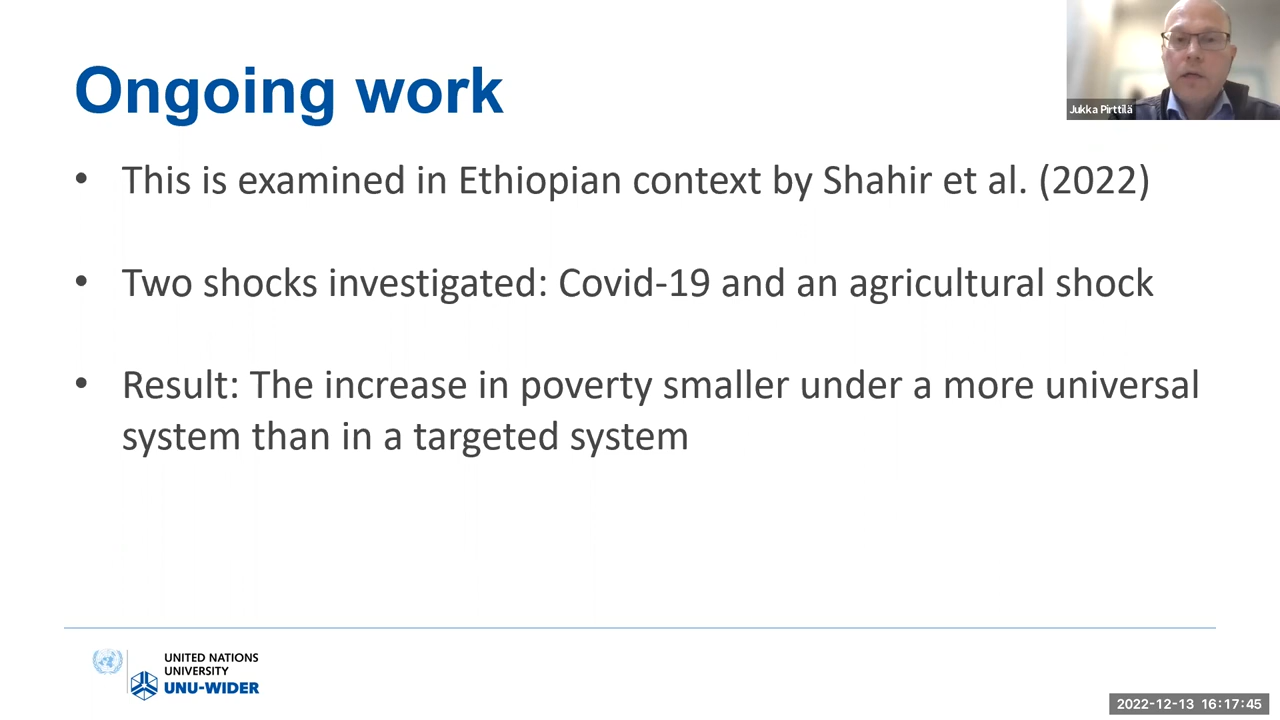 Ongoing work
Jukka Pirttilä
• This is examined in Ethiopian context by Shahir et al. (2022)
• Two shocks investigated: Covid-19 and an agricultural shock
• Result: The increase in poverty smaller under a more universal
system than in a targeted system
UNITED NATIONS
UNIVERSITY
UNU-WIDER
2022-12-13 16:17:45